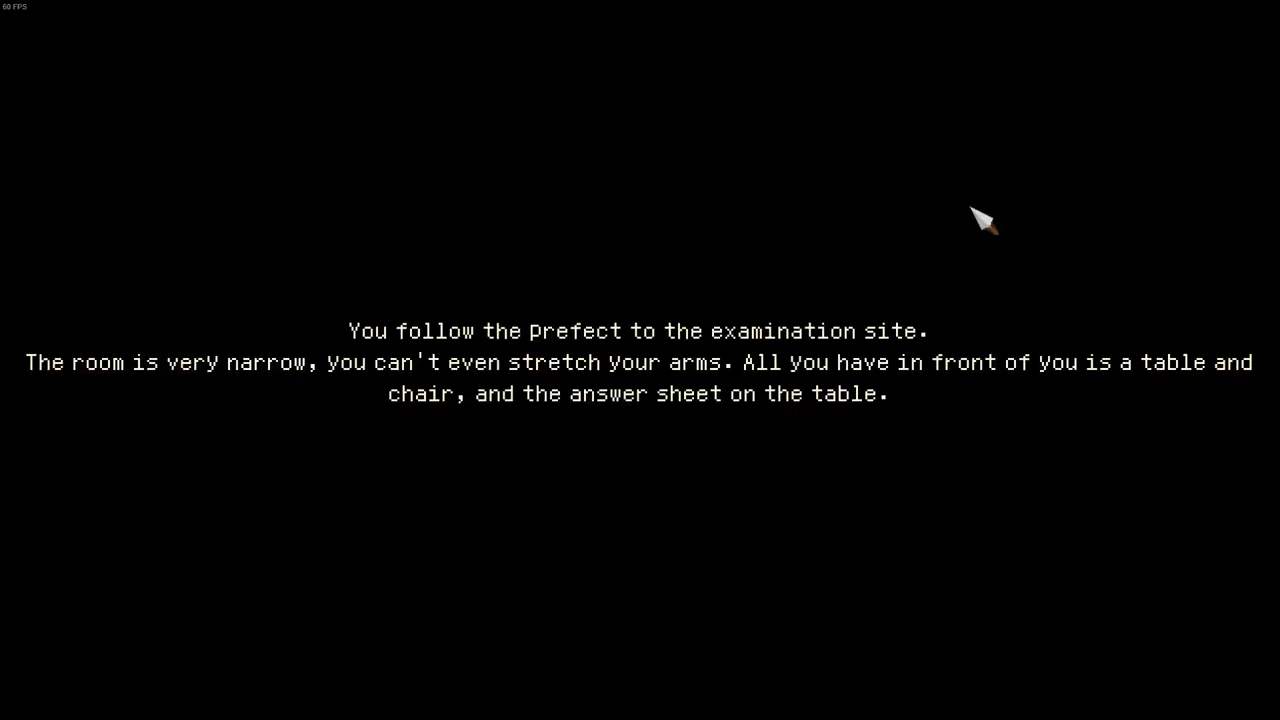 60 FPS
You follow the prefect to the examination site.
The room is very narrow, you can't even stretch your arms. All you have in front of you is a table and
chair, and the answer sheet on the table.